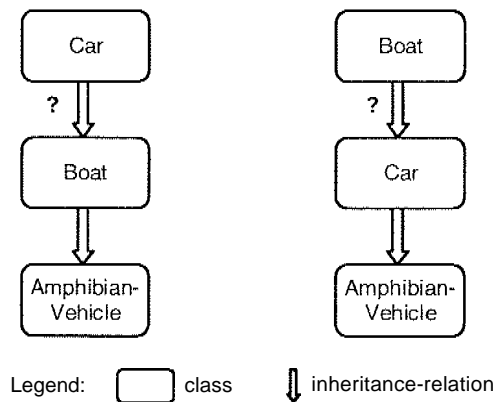 Car
?
Boat
Amphibian-
Vehicle
Boat
?
Car
Amphibian-
Vehicle
Legend: class inheritance-relation